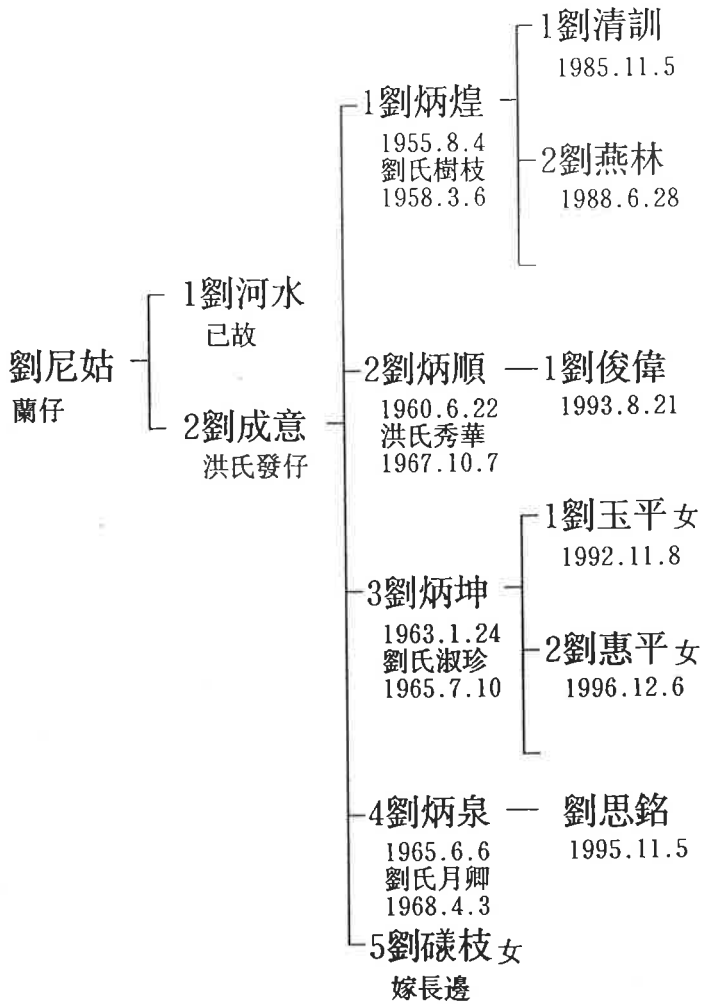 劉尼姑
蘭仔
1劉河水
已故
2劉成意
洪氏發仔
1劉炳煌
1955.8.4
劉氏樹枝
1958.3.6
1劉清訓
1985.11.5
2劉燕林
1988.6.28
2劉炳順
1960.6.22
洪氏秀華
1967.10.7
1劉俊偉
1993.8.21
3劉炳坤
1963.1.24
劉氏淑珍
1965.7.10
1劉玉平 女
1992.11.8
2劉惠平 女
1996.12.6
4劉炳泉
1965.6.6
劉氏月卿
1968.4.3
劉思銘
1995.11.5
5劉礒枝 女
嫁長邊